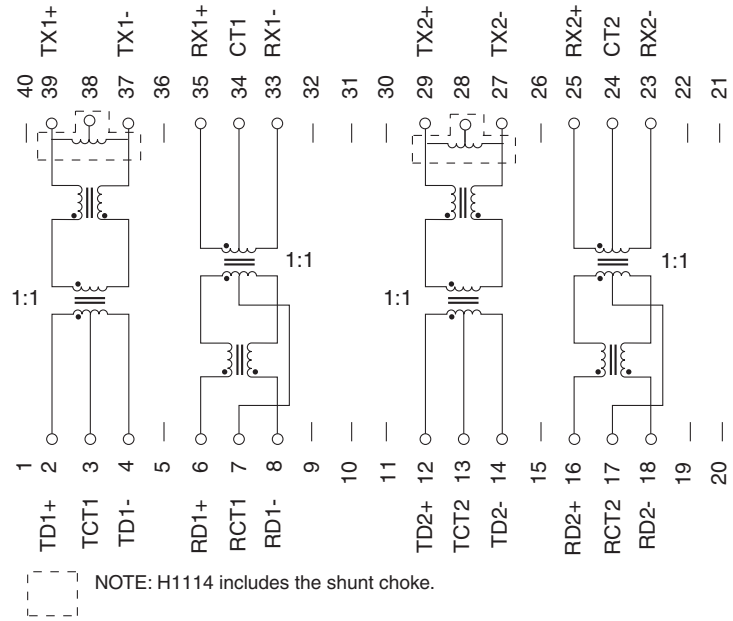 TX1+ TX1- RX1+ CT1 RX1- TX2+ TX2- RX2+ CT2 RX2-
40 39 38 37 36 35 34 33 32 31 30 29 28 27 26 25 24 23 22 21
1:1 1:1 1:1 1:1
1 2 3 4 5 6 7 8 9 10 11 12 13 14 15 16 17 18 19 20
TD1+ TCT1 TD1- RD1+ RCT1 RD1- TD2+ TCT2 TD2- RD2+ RCT2 RD2-
NOTE: H1114 includes the shunt choke.